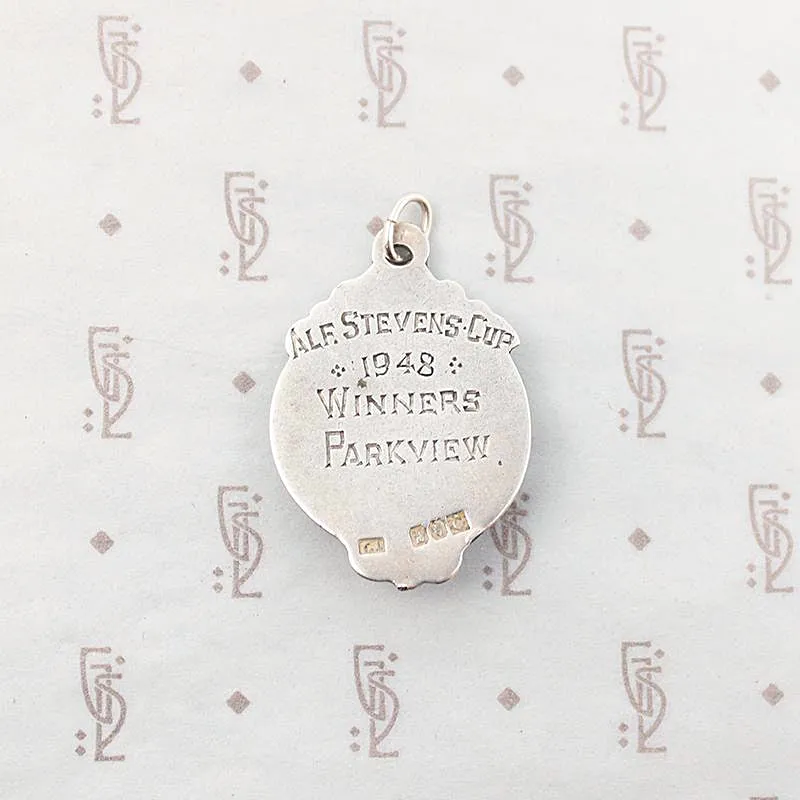 ALF. STEVENS·CUP
1948
WINNERS
PARKVIEW.